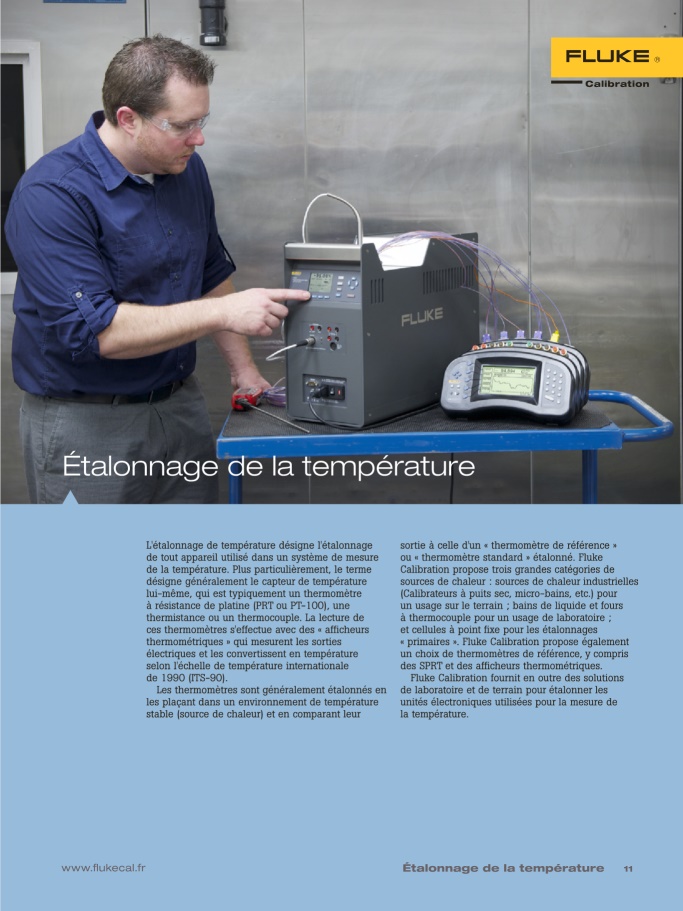 FLUKE ®
Calibration
FLUKE
Étalonnage de la température
L'étalonnage de température désigne l'étalonnage
de tout appareil utilisé dans un système de mesure
de la température. Plus particulièrement, le terme
désigne généralement le capteur de température
lui-même, qui est typiquement un thermomètre
à résistance de platine (PRT ou PT-100), une
thermistance ou un thermocouple. La lecture de
ces thermomètres s'effectue avec des « afficheurs
thermométriques » qui mesurent les sorties
électriques et les convertissent en température
selon l'échelle de température internationale
de 1990 (ITS-90).
Les thermomètres sont généralement étalonnés en
les plaçant dans un environnement de température
stable (source de chaleur) et en comparant leur
sortie à celle d'un « thermomètre de référence »
ou « thermomètre standard » étalonné. Fluke
Calibration propose trois grandes catégories de
sources de chaleur : sources de chaleur industrielles
(Calibrateurs à puits sec, micro-bains, etc.) pour
un usage sur le terrain ; bains de liquide et fours
à thermocouple pour un usage de laboratoire ;
et cellules à point fixe pour les étalonnages
« primaires ». Fluke Calibration propose également
un choix de thermomètres de référence, y compris
des SPRT et des afficheurs thermométriques.
Fluke Calibration fournit en outre des solutions
de laboratoire et de terrain pour étalonner les
unités électroniques utilisées pour la mesure de
la température.
www.flukecal.fr
Étalonnage de la température 11